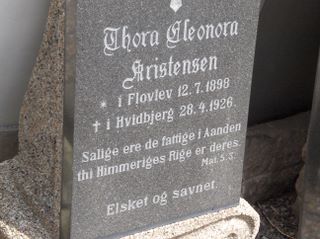 Thora Eleonora
Kristensen
* i Flovlev 12.7.1898
† i Hvidbjerg 28.4.1926.
Salige ere de fattige i Aanden
thi Himmeriges Rige er deres.
Mat. 5. 3.
Elsket og savnet.